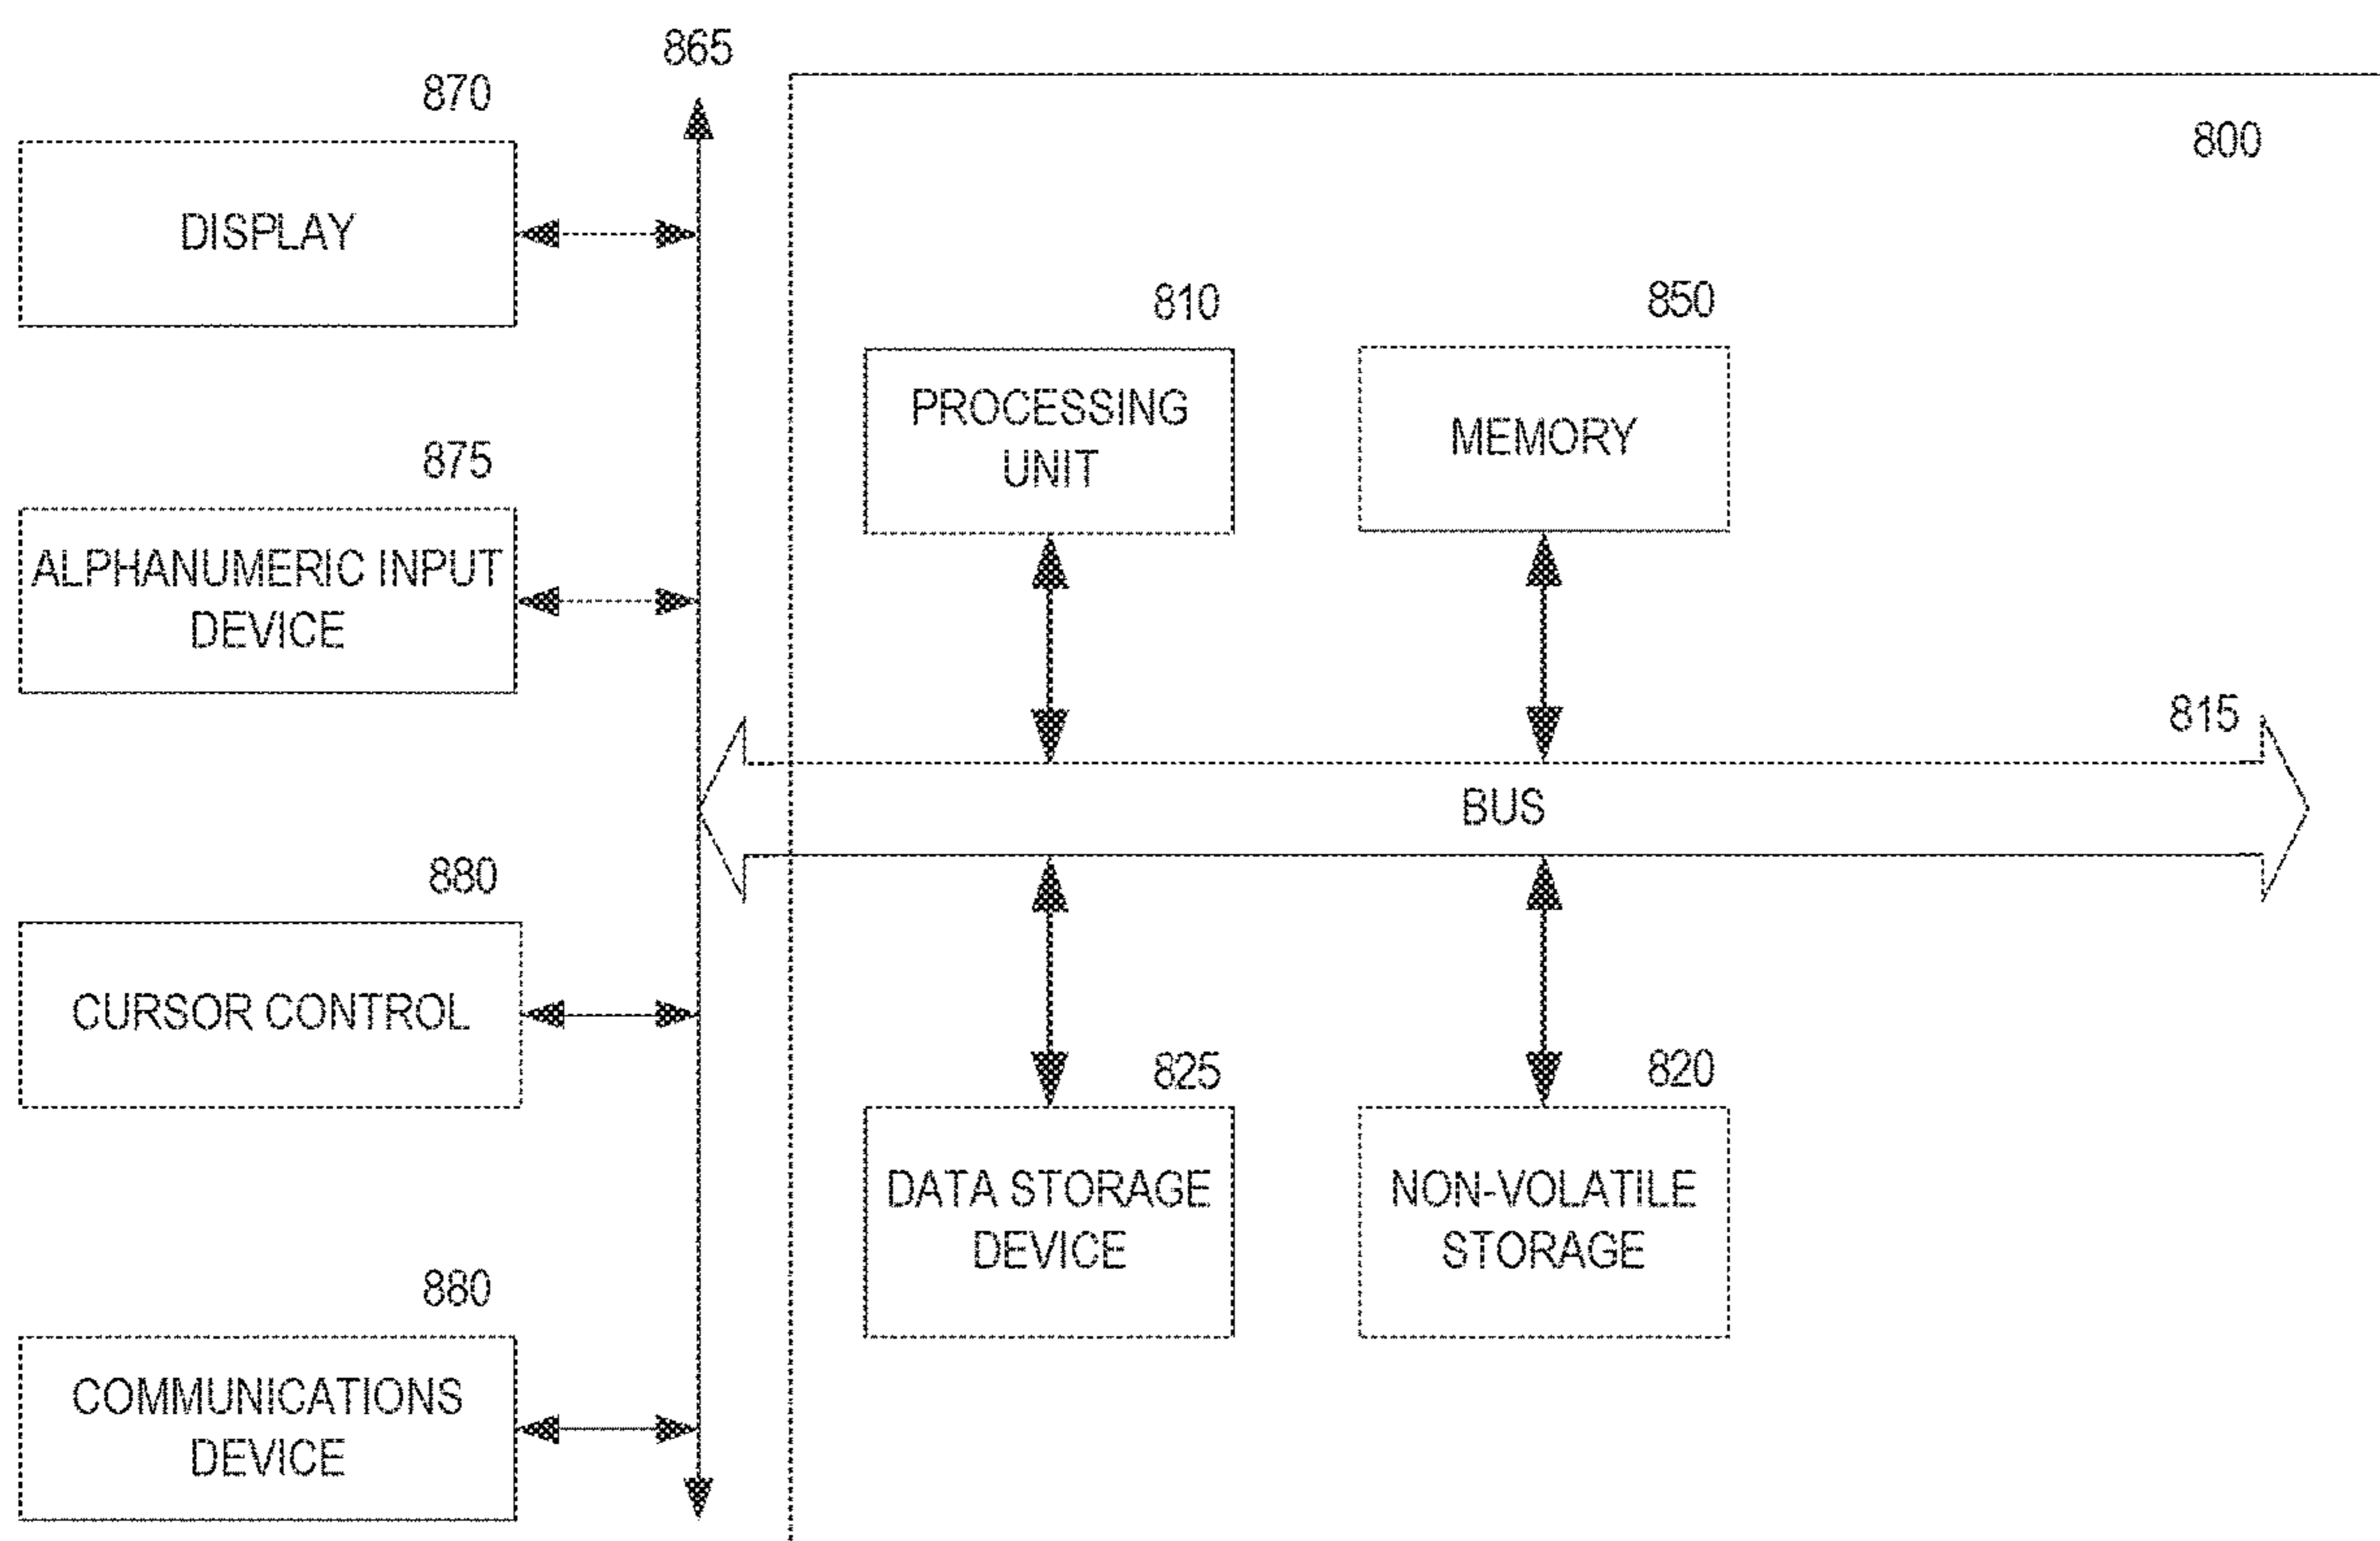 865
870
800
DISPLAY
810
850
PROCESSING
UNIT
MEMORY
875
ALPHANUMERIC INPUT
DEVICE
815
BUS
880
CURSOR CONTROL
825
820
DATA STORAGE
DEVICE
NON-VOLATILE
STORAGE
880
COMMUNICATIONS
DEVICE